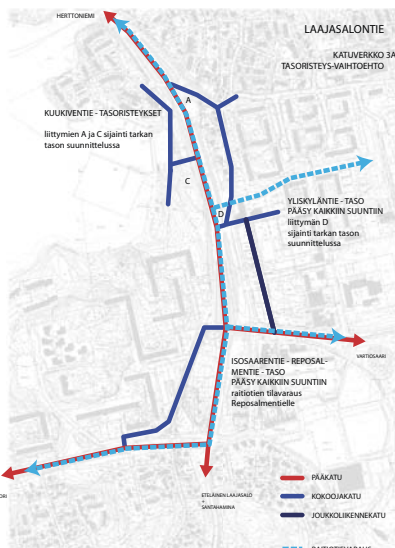 HERTTONIEMI
LAAJASALONTIE
KATUVERKKO 3A
TASORISTEYS-VAIHTOEHTO
A
KUUKIVENTIE - TASORISTEYKSET
liittymien A ja C sijainti tarkan
tason suunnittelussa
C
D
YLISKYLÄNTIE - TASO
PÄÄSY KAIKKIIN SUUNTIIN
liittymän D
sijainti tarkan tason
suunnittelussa
VARTIOSAARI
ISOSAARENTIE - REPOSAL-
MENTIE - TASO
PÄÄSY KAIKKIIN SUUNTIIN
raitiotien tilavaraus
Reposalmentielle
ORI
ETELÄINEN LAAJASALO
+
SANTAHAMINA
PÄÄKATU
KOKOOJAKATU
JOUKKOLIIKENNEKATU